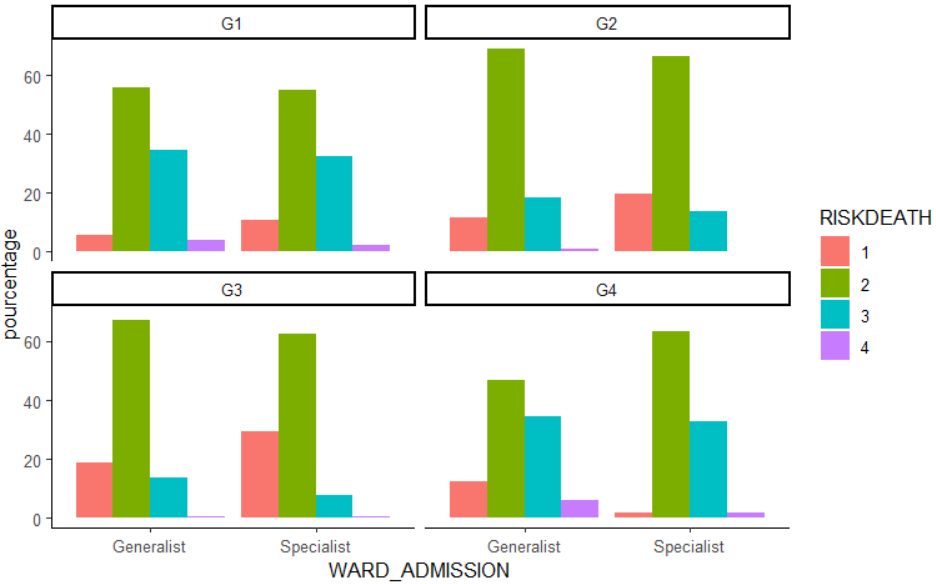 G1
G2
60
40
20
0
G3
G4
60
40
20
0
pourcentage
Generalist
Specialist
Generalist
Specialist
WARD_ADMISSION
RISKDEATH
1
2
3
4